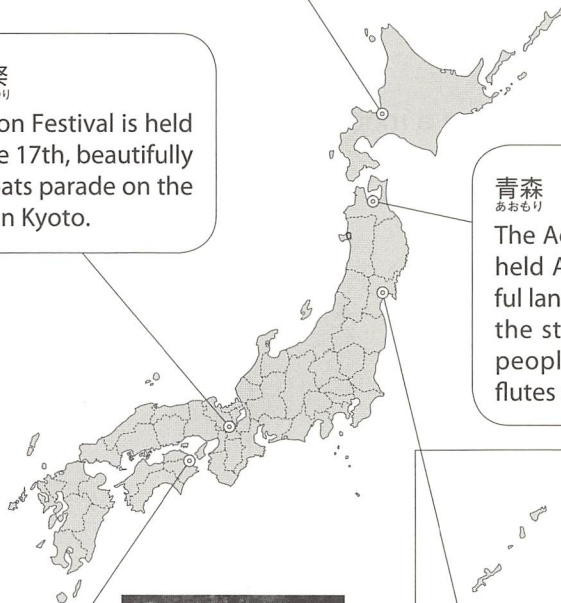 祭
on Festival is held
e 17th, beautifully
ats parade on the
n Kyoto.
青森
あおもり
The A
held A
ful lan
the st
peopl
flutes